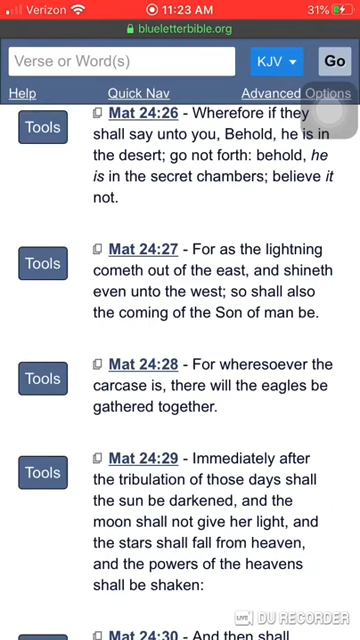 Verizon 11:23 AM 31%
blueletterbible.org
Verse or Word(s) KJV Go
Help Quick Nav Advanced Options
Tools
Mat 24:26 - Wherefore if they
shall say unto you, Behold, he is in
the desert; go not forth: behold, he
is in the secret chambers; believe it
not.
Tools
Mat 24:27 - For as the lightning
cometh out of the east, and shineth
even unto the west; so shall also
the coming of the Son of man be.
Tools
Mat 24:28 - For wheresoever the
carcase is, there will the eagles be
gathered together.
Tools
Mat 24:29 - Immediately after
the tribulation of those days shall
the sun be darkened, and the
moon shall not give her light, and
the stars shall fall from heaven,
and the powers of the heavens
shall be shaken:
Mat 24:30 - And then shall
LIVE DU RECORDER